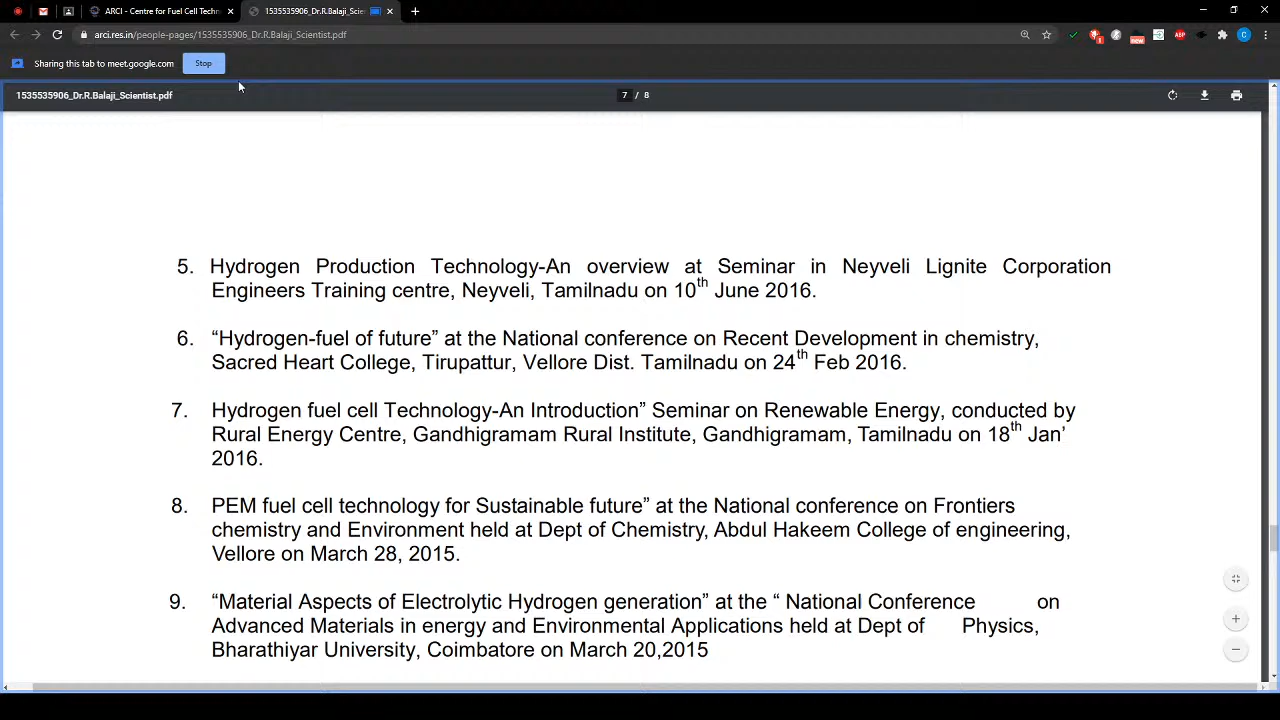 ARCI - Centre for Fuel Cell Techn
1535535906_Dr.R.Balaji_Scie
arci.res.in/people-pages/1535535906_Dr.R.Balaji_Scientist.pdf
1
new
ABP
C
Sharing this tab to meet.google.com
Stop
1535535906_Dr.R.Balaji_Scientist.pdf
7 / 8
5. Hydrogen Production Technology-An overview at Seminar in Neyveli Lignite Corporation
Engineers Training centre, Neyveli, Tamilnadu on 10th June 2016.
6. “Hydrogen-fuel of future” at the National conference on Recent Development in chemistry,
Sacred Heart College, Tirupattur, Vellore Dist. Tamilnadu on 24th Feb 2016.
7. Hydrogen fuel cell Technology-An Introduction” Seminar on Renewable Energy, conducted by
Rural Energy Centre, Gandhigramam Rural Institute, Gandhigramam, Tamilnadu on 18th Jan’
2016.
8. PEM fuel cell technology for Sustainable future” at the National conference on Frontiers
chemistry and Environment held at Dept of Chemistry, Abdul Hakeem College of engineering,
Vellore on March 28, 2015.
9. “Material Aspects of Electrolytic Hydrogen generation” at the “ National Conference on
Advanced Materials in energy and Environmental Applications held at Dept of Physics,
Bharathiyar University, Coimbatore on March 20,2015